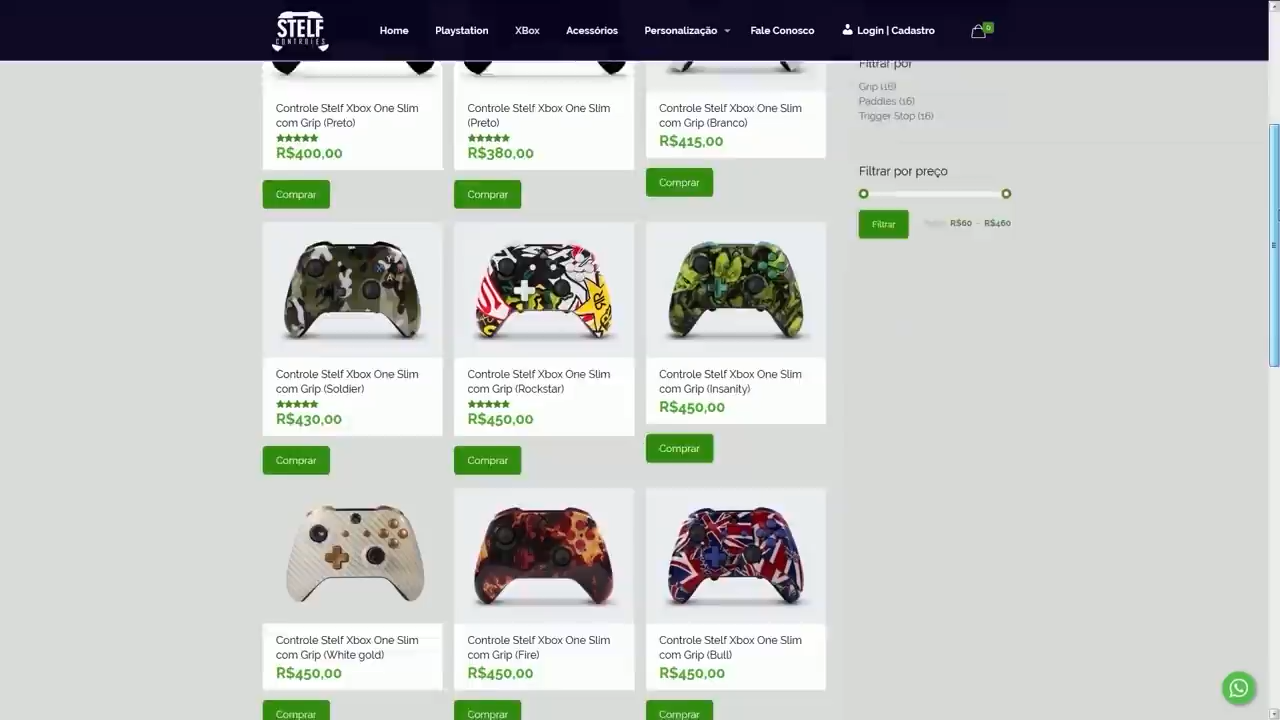 STELF
CONTROLES
Home
Playstation
XBox
Acessórios
Personalização
Fale Conosco
Login | Cadastro
0
Controle Stelf Xbox One Slim
com Grip (Preto)
R$400,00
Comprar
Controle Stelf Xbox One Slim
(Preto)
R$380,00
Comprar
Controle Stelf Xbox One Slim
com Grip (Branco)
R$415,00
Comprar
Controle Stelf Xbox One Slim
com Grip (Soldier)
R$430,00
Comprar
Controle Stelf Xbox One Slim
com Grip (Rockstar)
R$450,00
Comprar
Controle Stelf Xbox One Slim
com Grip (Insanity)
R$450,00
Comprar
Controle Stelf Xbox One Slim
com Grip (White gold)
R$450,00
Comprar
Controle Stelf Xbox One Slim
com Grip (Fire)
R$450,00
Comprar
Controle Stelf Xbox One Slim
com Grip (Bull)
R$450,00
Comprar
Filtrar por
Grip (16)
Paddles (16)
Trigger Stop (16)
Filtrar por preço
Filtrar
R$60 – R$460